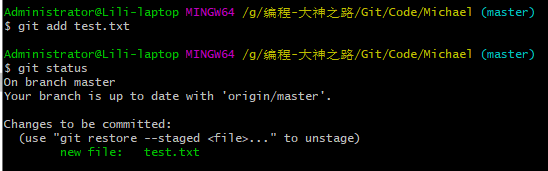 Administrator@Lili-laptop MINGW64 /g/编程-大神之路/Git/Code/Michael (master)
$ git add test.txt
Administrator@Lili-laptop MINGW64 /g/编程-大神之路/Git/Code/Michael (master)
$ git status
On branch master
Your branch is up to date with 'origin/master'.
Changes to be committed:
  (use "git restore --staged <file>..." to unstage)
        new file:   test.txt